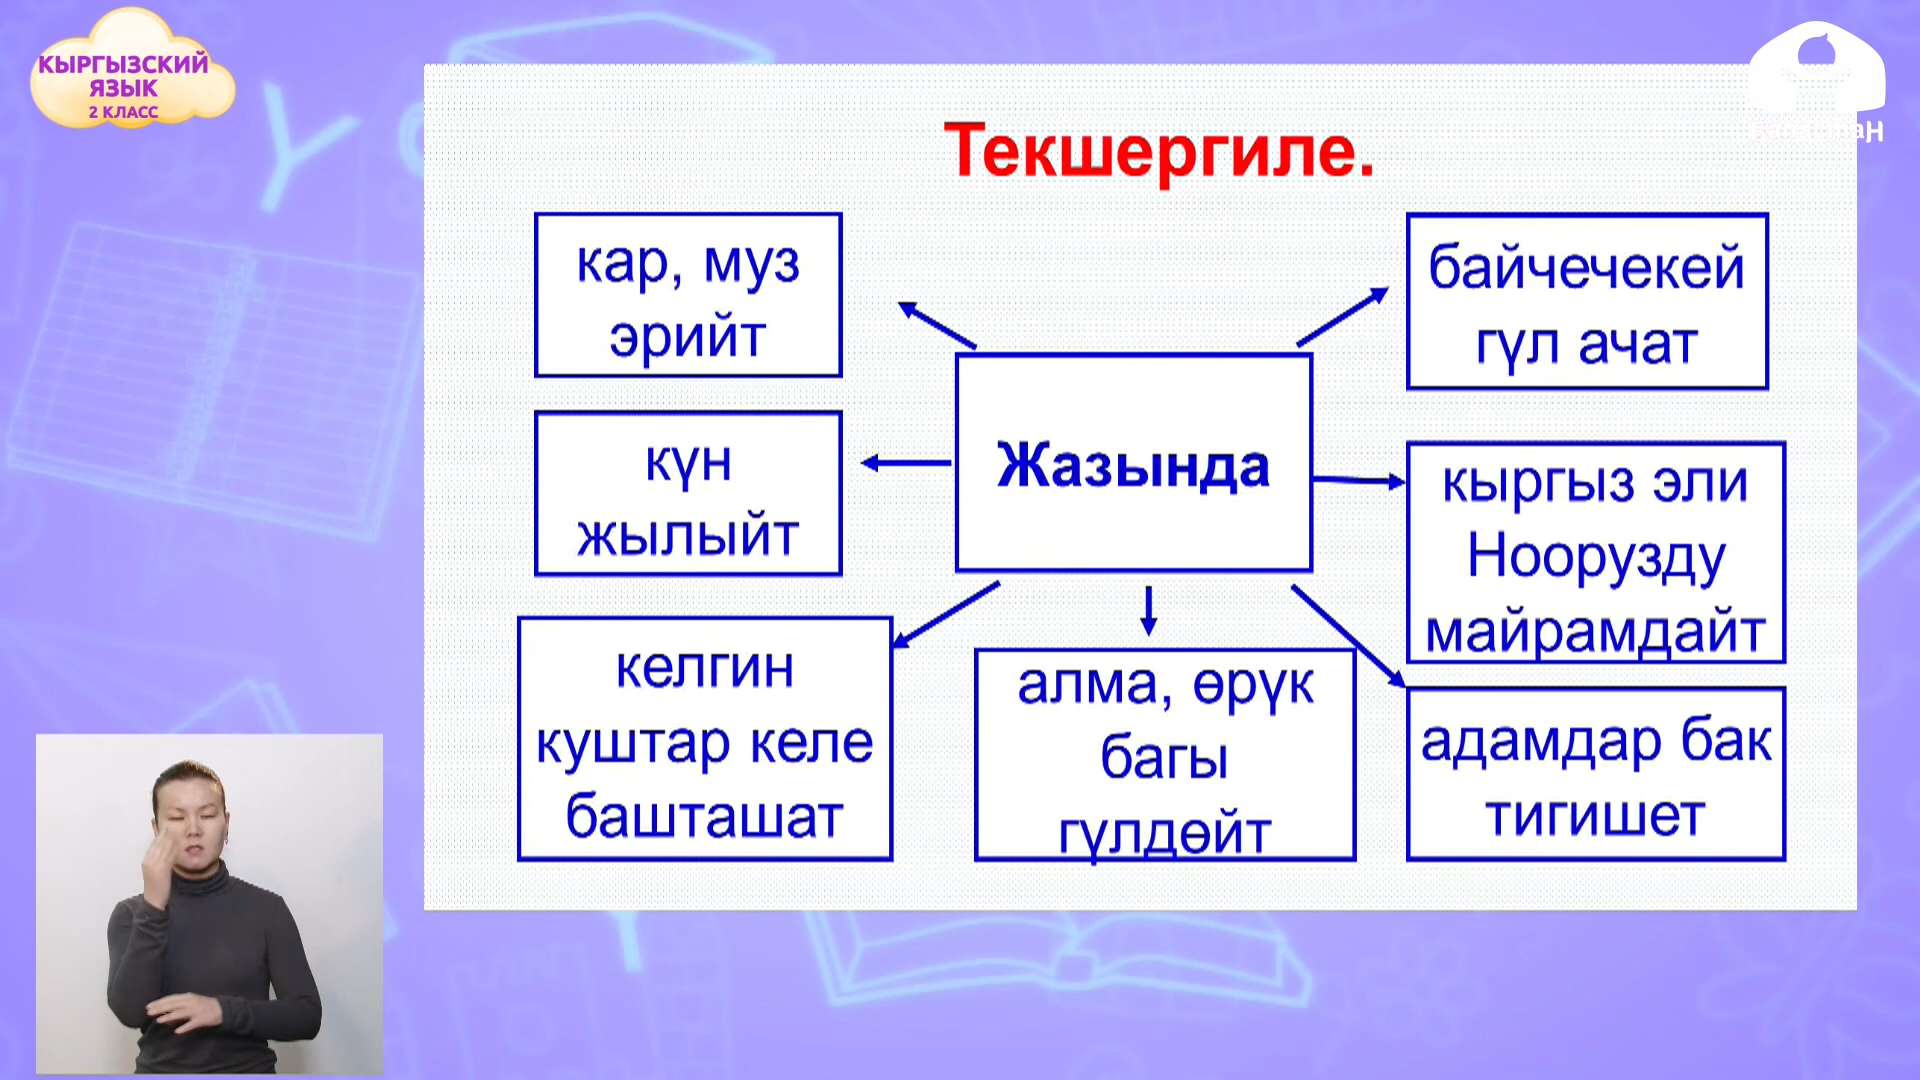 КЫРГЫЗСКИЙ
ЯЗЫК
2 КЛАСС
Текшергиле.
кар, муз
эрийт
байчечекей
гүл ачат
күн
жылыйт
Жазында
кыргыз эли
Ноорузду
майрамдайт
келгин
куштар келе
башташат
алма, өрүк
багы
гүлдөйт
адамдар бак
тигишет